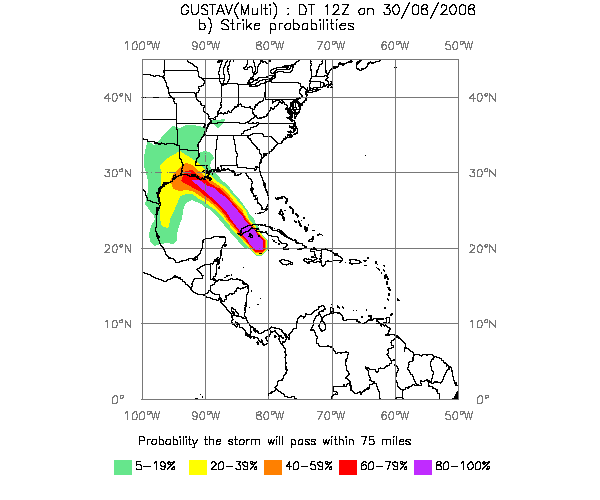 GUSTAV(Multi) : DT 12Z on 30/08/2008
b) Strike probabilities
100°W 90°W 80°W 70°W 60°W 50°W
40°N 40°N
30°N 30°N
20°N 20°N
10°N 10°N
0° 0°
100°W 90°W 80°W 70°W 60°W 50°W
Probability the storm will pass within 75 miles
5-19% 20-39% 40-59% 60-79% 80-100%